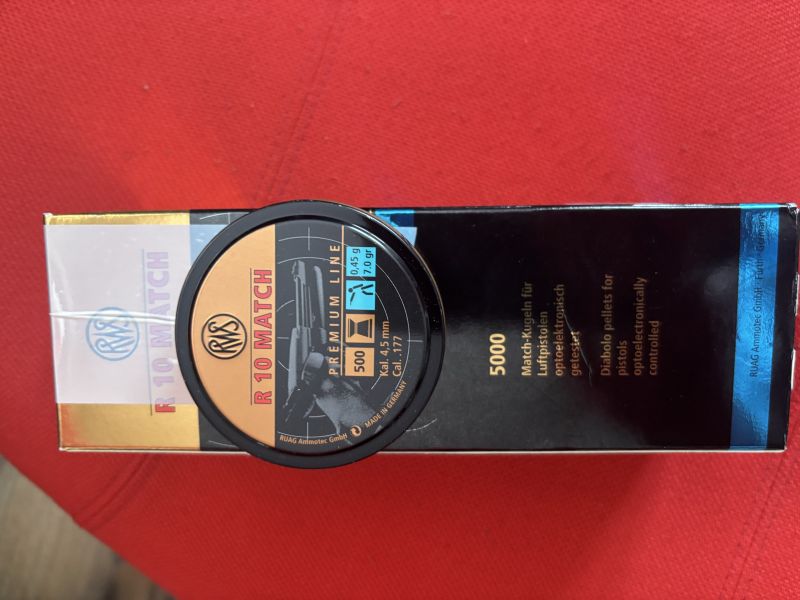 RWS
R 10 MATCH
PREMIUM LINE
500
0,45 g
7.0 gr
Kal. 4,5 mm
Cal. .177
RUAG Ammotec GmbH
MADE IN GERMANY
RWS
R 10 MATCH
5000
Match-Kugeln für
Luftpistolen
optoelektronisch
getestet
Diabolo pellets for
pistols
optoelectronically
controlled
RUAG Ammotec GmbH · Fürth · Germany